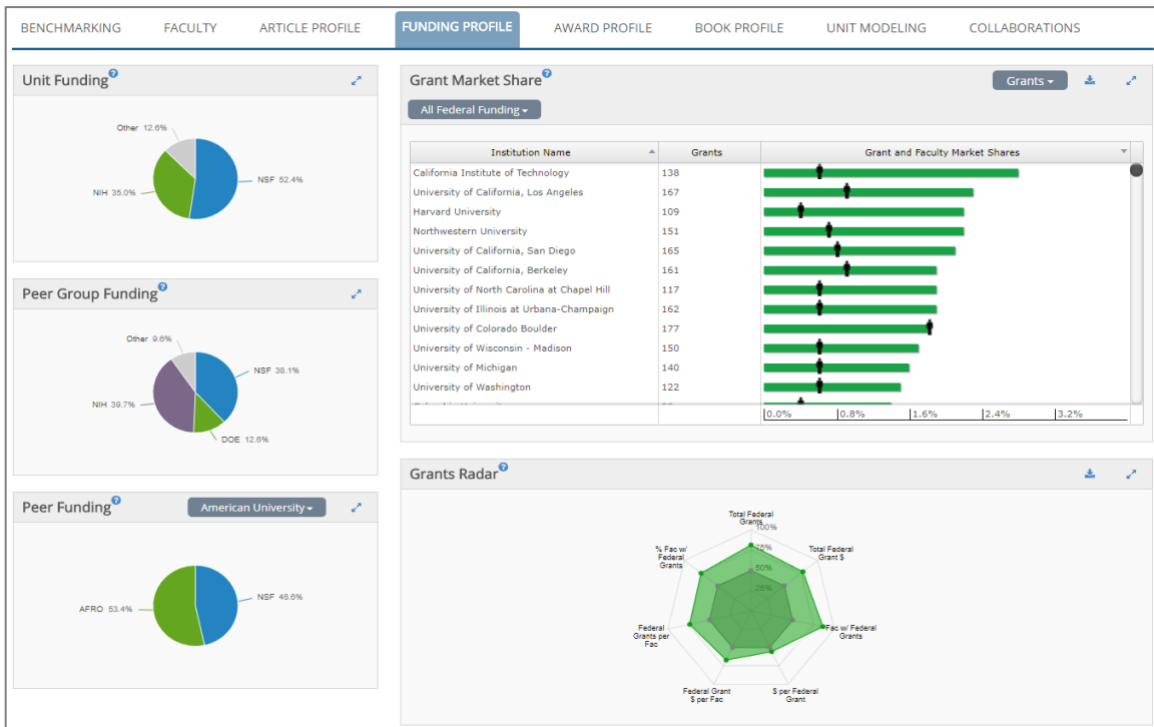 BENCHMARKING FACULTY ARTICLE PROFILE FUNDING PROFILE AWARD PROFILE BOOK PROFILE UNIT MODELING COLLABORATIONS
Unit Funding
Other 12.6%
NIH 35.0%
NSF 52.4%
Peer Group Funding
Other 9.6%
NSF 38.1%
NIH 39.7%
DOE 12.6%
Peer Funding
American University
AFRO 53.4%
NSF 46.6%
Grant Market Share
Grants
All Federal Funding
Institution Name Grants Grant and Faculty Market Shares
California Institute of Technology 138
University of California, Los Angeles 167
Harvard University 109
Northwestern University 151
University of California, San Diego 165
University of California, Berkeley 161
University of North Carolina at Chapel Hill 117
University of Illinois at Urbana-Champaign 162
University of Colorado Boulder 177
University of Wisconsin - Madison 150
University of Michigan 140
University of Washington 122
0.0% 0.8% 1.6% 2.4% 3.2%
Grants Radar
Total Federal
Grants
100%
75%
50%
25%
Total Federal
Grant $
Fac w/ Federal
Grants
$ per Federal
Grant
Federal Grant
$ per Fac
Federal
Grants per
Fac
% Fac w/
Federal
Grants